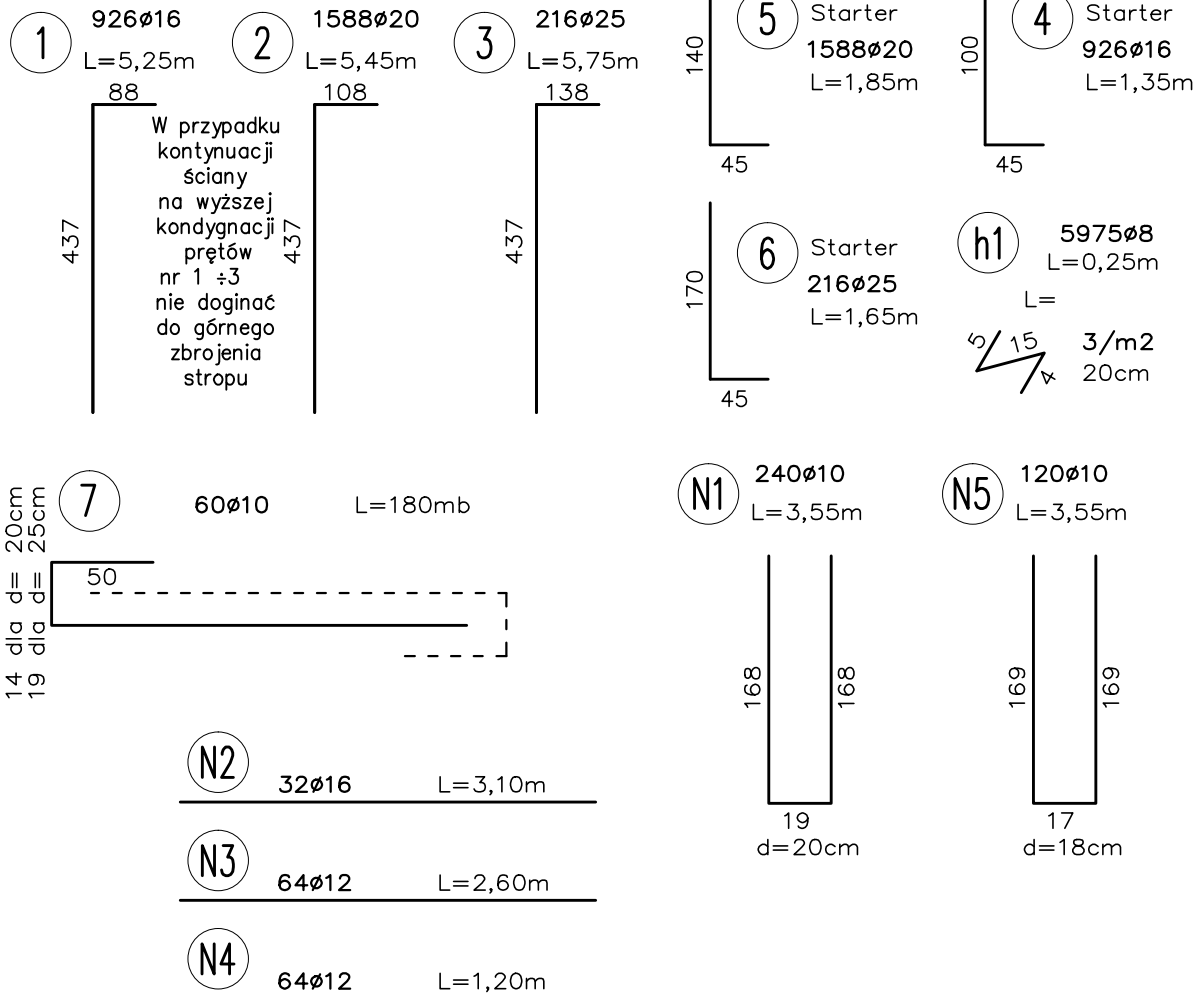 1
926ø16
L=5,25m
88
437
2
1588ø20
L=5,45m
108
437
3
216ø25
L=5,75m
138
437
W przypadku
kontynuacji
ściany
na wyższej
kondygnacji
prętów
nr 1 ÷3
nie doginać
do górnego
zbrojenia
stropu
5
Starter
1588ø20
L=1,85m
140
45
4
Starter
926ø16
L=1,35m
100
45
6
Starter
216ø25
L=1,65m
170
45
h1
5975ø8
L=0,25m
L=
5
15
4
3/m2
20cm
7
60ø10
L=180mb
14 dla d= 20cm
19 dla d= 25cm
50
N1
240ø10
L=3,55m
168
168
19
d=20cm
N5
120ø10
L=3,55m
169
169
17
d=18cm
N2
32ø16
L=3,10m
N3
64ø12
L=2,60m
N4
64ø12
L=1,20m